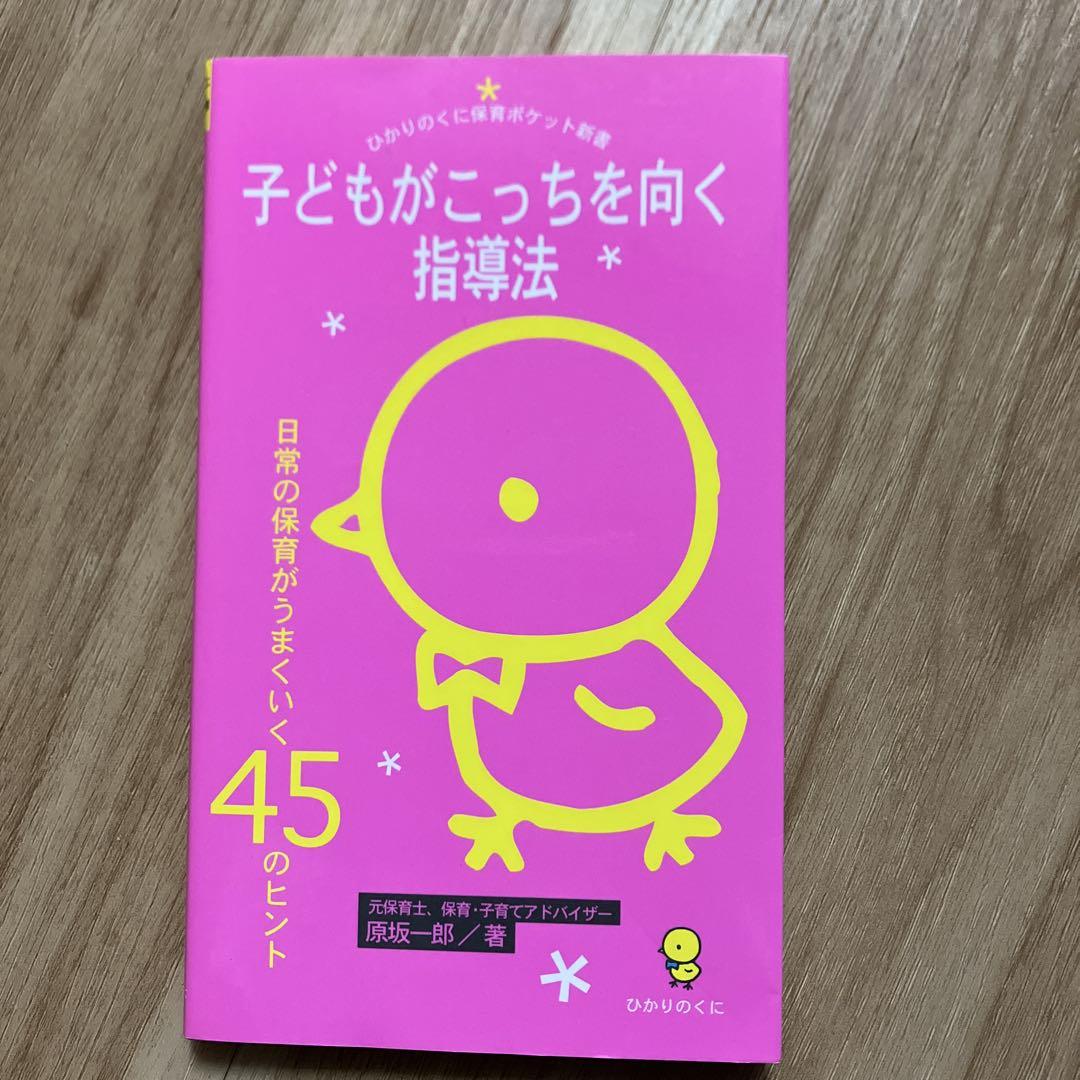 ひかりのくに保育ポケット新書
子どもがこっちを向く
指導法
日常の保育がうまくいく
45
のヒント
元保育士、保育・子育てアドバイザー
原坂一郎／著
ひかりのくに